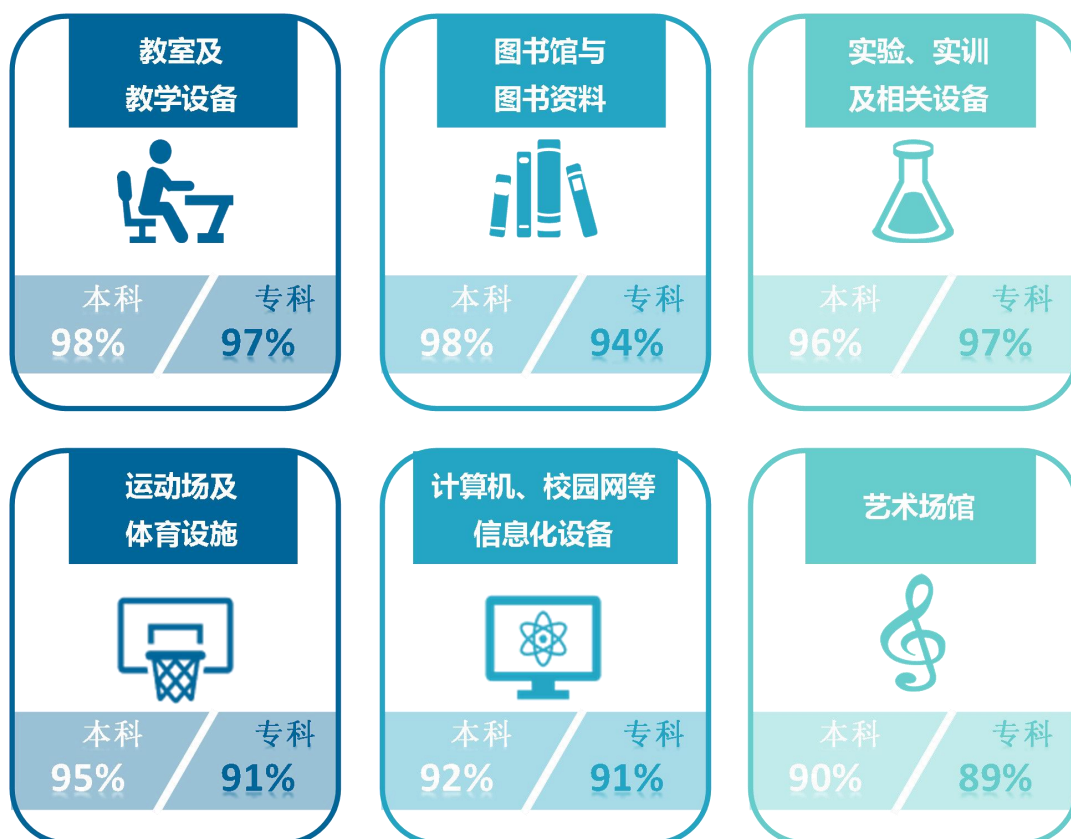 教室及
教学设备
本科
专科
98%
97%
图书馆与
图书资料
本科
专科
98%
94%
实验、实训
及相关设备
本科
专科
96%
97%
运动场及
体育设施
本科
专科
95%
91%
计算机、校园网等
信息化设备
本科
专科
92%
91%
艺术场馆
本科
专科
90%
89%